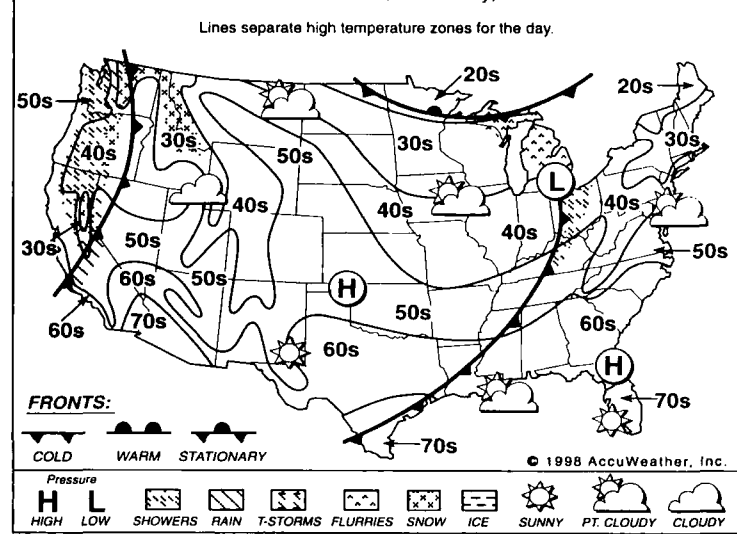 Lines separate high temperature zones for the day.
20s
20s
50s
30s
30s
30s
40s
50s
40s
40s
40s
L
40s
30s
50s
50s
60s
50s
H
50s
60s
70s
60s
60s
H
70s
70s
FRONTS:
COLD WARM STATIONARY
© 1998 AccuWeather, Inc.
Pressure
H L
HIGH LOW SHOWERS RAIN T-STORMS FLURRIES SNOW ICE SUNNY PT. CLOUDY CLOUDY